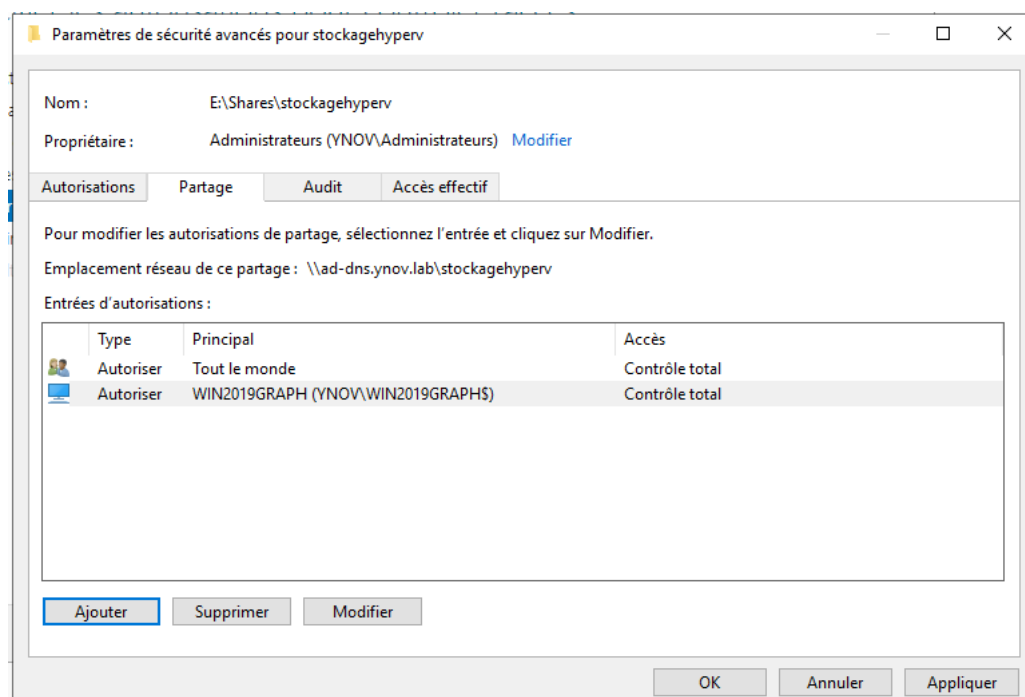 Paramètres de sécurité avancés pour stockagehyperv
Nom : E:\Shares\stockagehyperv
Propriétaire : Administrateurs (YNOV\Administrateurs) Modifier
Autorisations Partage Audit Accès effectif
Pour modifier les autorisations de partage, sélectionnez l'entrée et cliquez sur Modifier.
Emplacement réseau de ce partage : \\ad-dns.ynov.lab\stockagehyperv
Entrées d'autorisations :
Type Principal Accès
Autoriser Tout le monde Contrôle total
Autoriser WIN2019GRAPH (YNOV\WIN2019GRAPH$) Contrôle total
Ajouter Supprimer Modifier
OK Annuler Appliquer